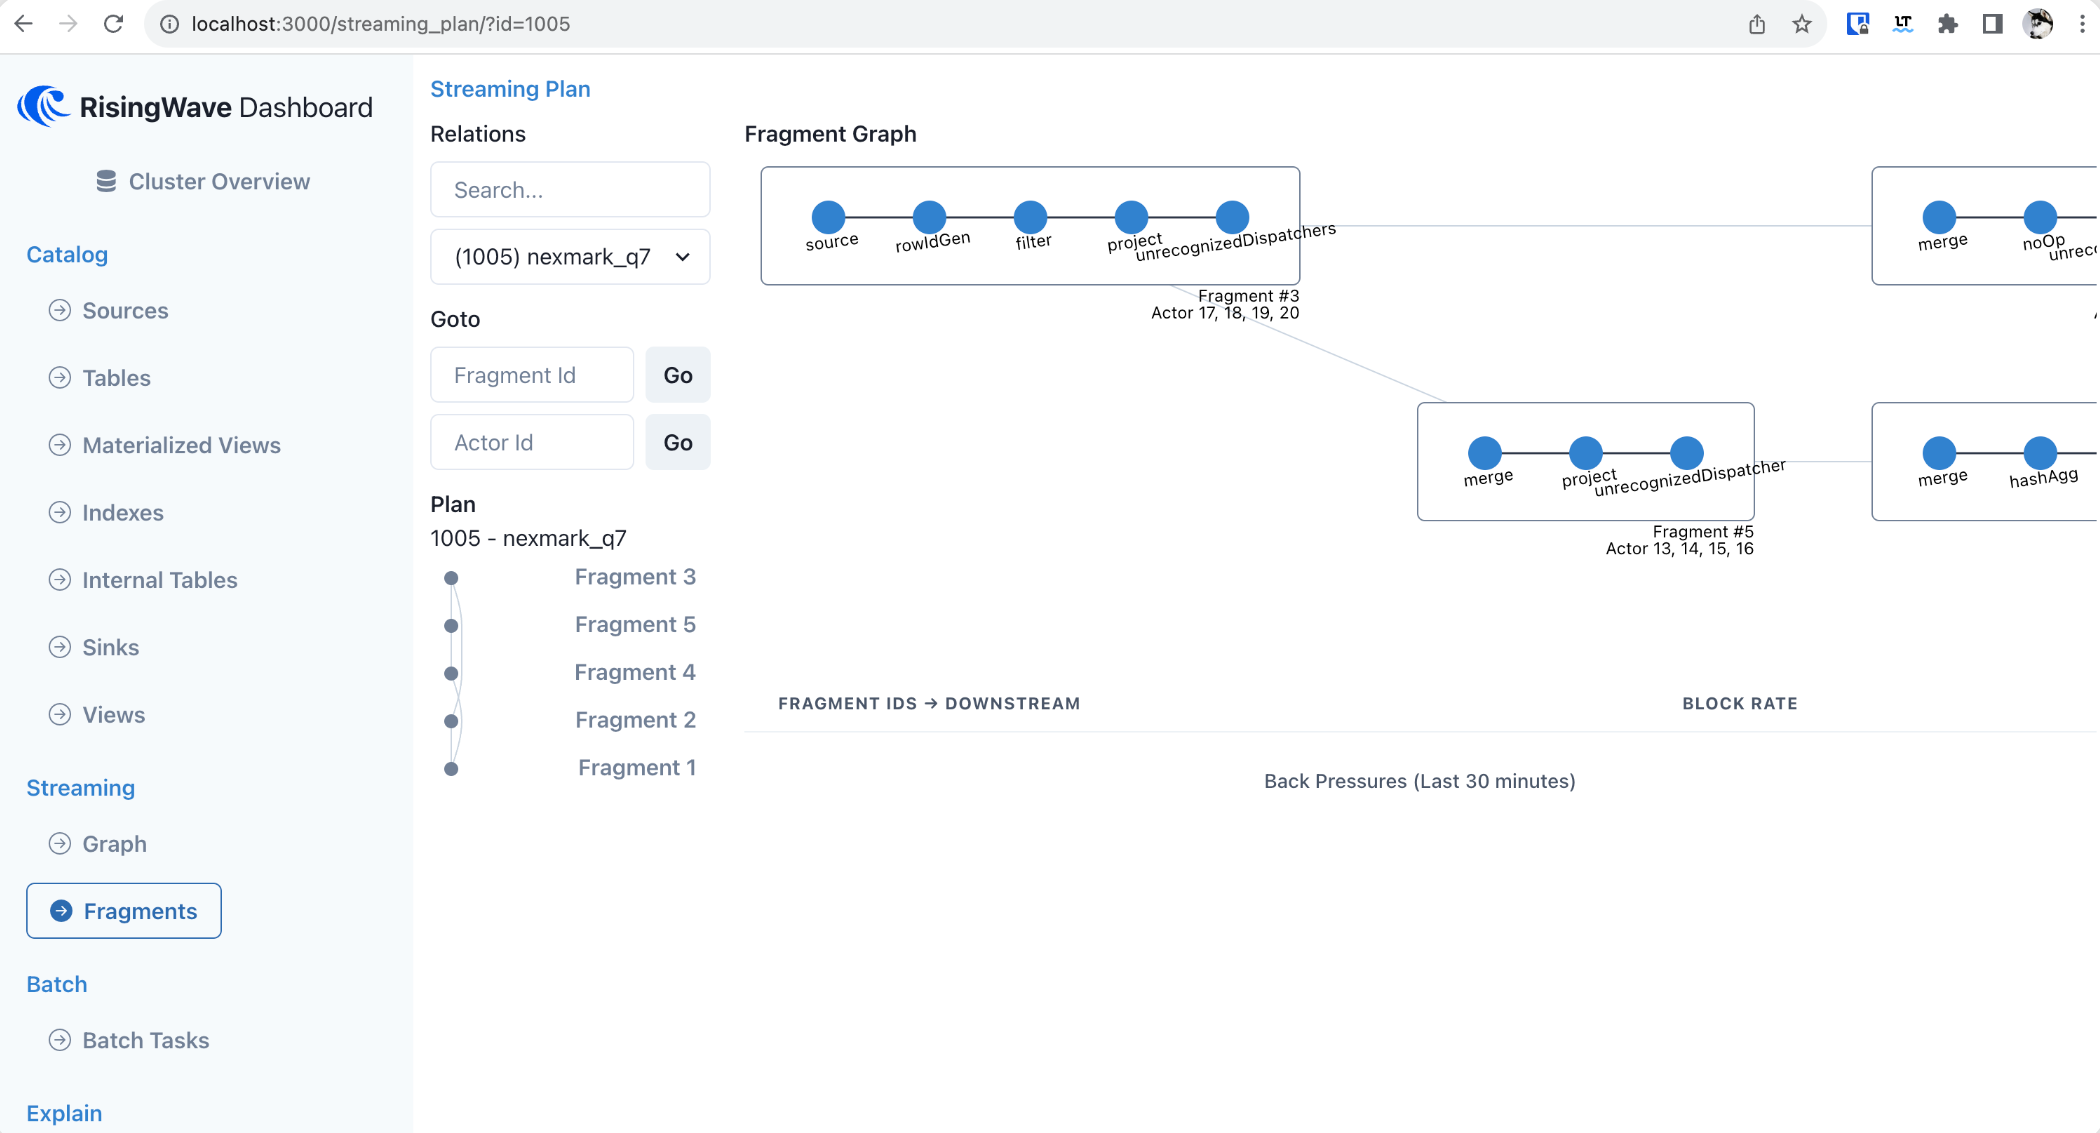 localhost:3000/streaming_plan/?id=1005
LT
RisingWave Dashboard
Cluster Overview
Catalog
Sources
Tables
Materialized Views
Indexes
Internal Tables
Sinks
Views
Streaming
Graph
Fragments
Batch
Batch Tasks
Explain
Streaming Plan
Relations
Search...
(1005) nexmark_q7
Goto
Fragment Id
Go
Actor Id
Go
Plan
1005 - nexmark_q7
Fragment 3
Fragment 5
Fragment 4
Fragment 2
Fragment 1
Fragment Graph
source
rowIdGen
filter
project
unrecognizedDispatchers
Fragment #3
Actor 17, 18, 19, 20
merge
noOp
unrec
merge
project
unrecognizedDispatcher
Fragment #5
Actor 13, 14, 15, 16
merge
hashAgg
FRAGMENT IDS → DOWNSTREAM
BLOCK RATE
Back Pressures (Last 30 minutes)